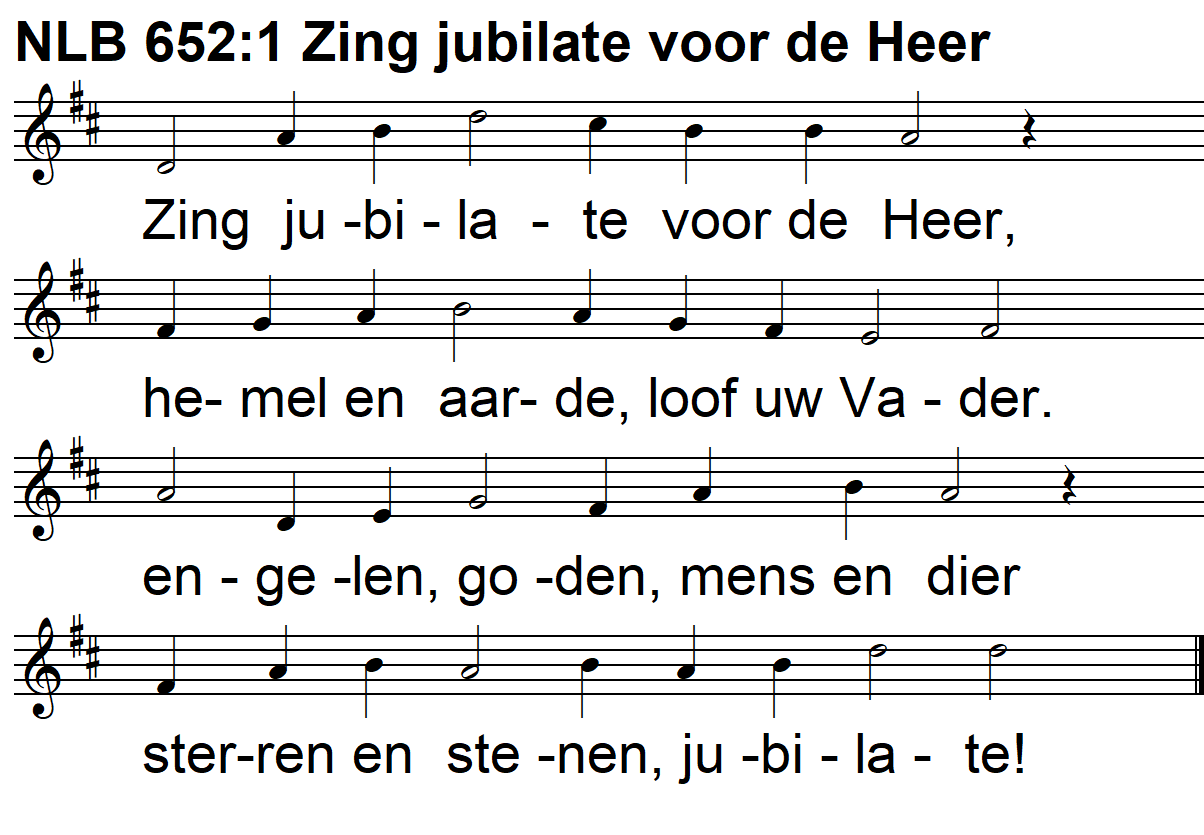 NLB 652:1 Zing jubilate voor de Heer
Zing ju -bi - la - te voor de Heer,
he- mel en aar- de, loof uw Va - der.
en - ge -len, go -den, mens en dier
ster-ren en ste -nen, ju -bi - la - te!